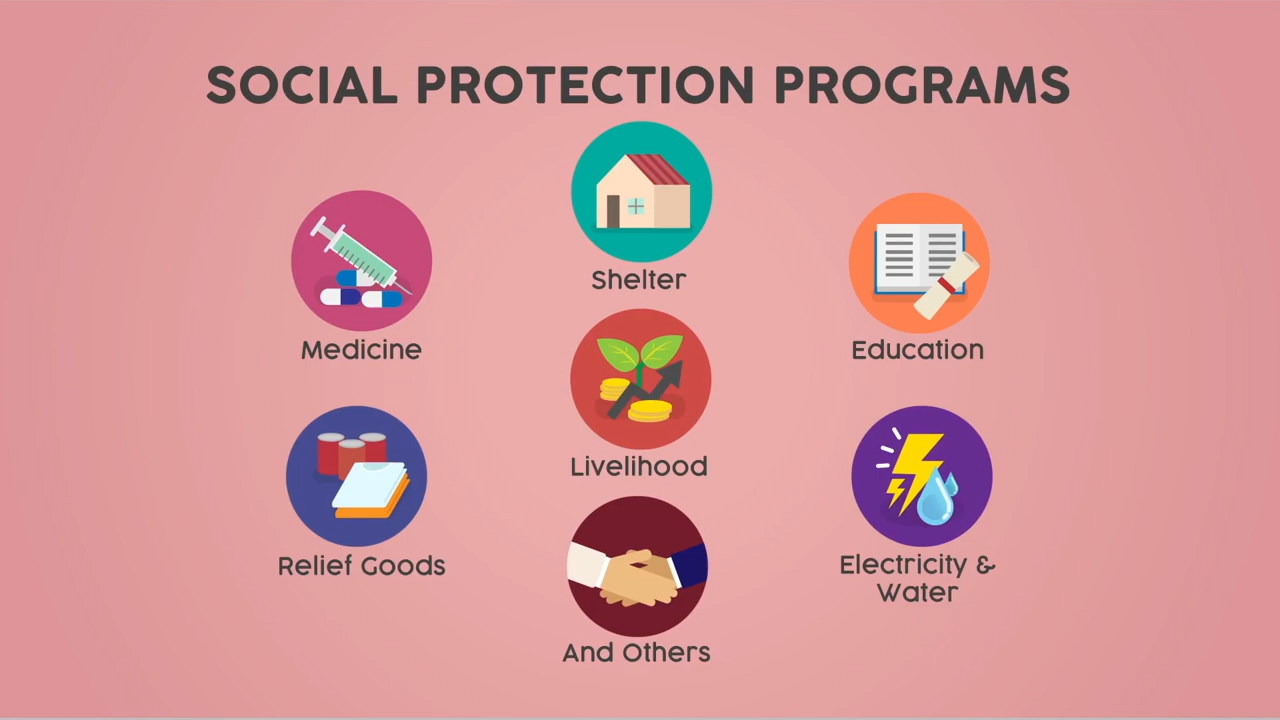 SOCIAL PROTECTION PROGRAMS
Shelter
Medicine
Education
Livelihood
Relief Goods
Electricity &
Water
And Others